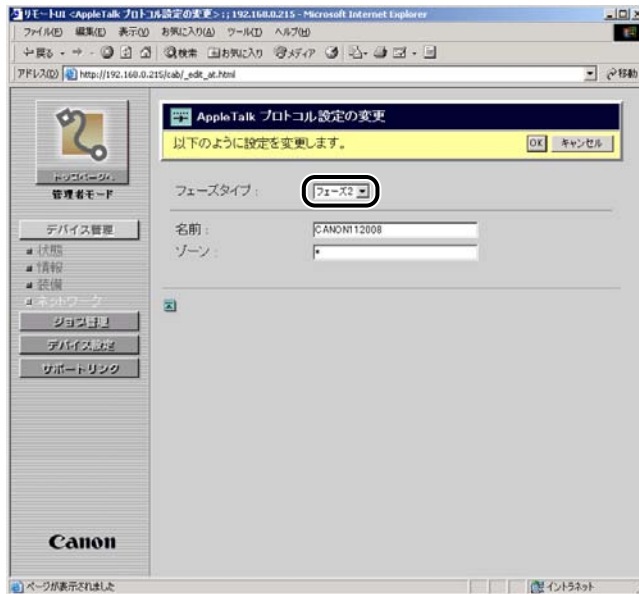 リモートUI <AppleTalk プロトコル設定の変更> : ; 192.168.0.215 - Microsoft Internet Explorer
ファイル(F) 編集(E) 表示(V) お気に入り(A) ツール(T) ヘルプ(H)
戻る 検索 お気に入り メディア
アドレス(D) http://192.168.0.215/cab/_edit_at.html 移動
トップページへ
管理者モード
デバイス管理
状態
情報
装備
ネットワーク
ジョブ管理
デバイス設定
サポートリンク
Canon
AppleTalk プロトコル設定の変更
以下のように設定を変更します。 OK キャンセル
フェーズタイプ : フェーズ2
名前 : CANON112008
ゾーン : *
ページが表示されました イントラネット